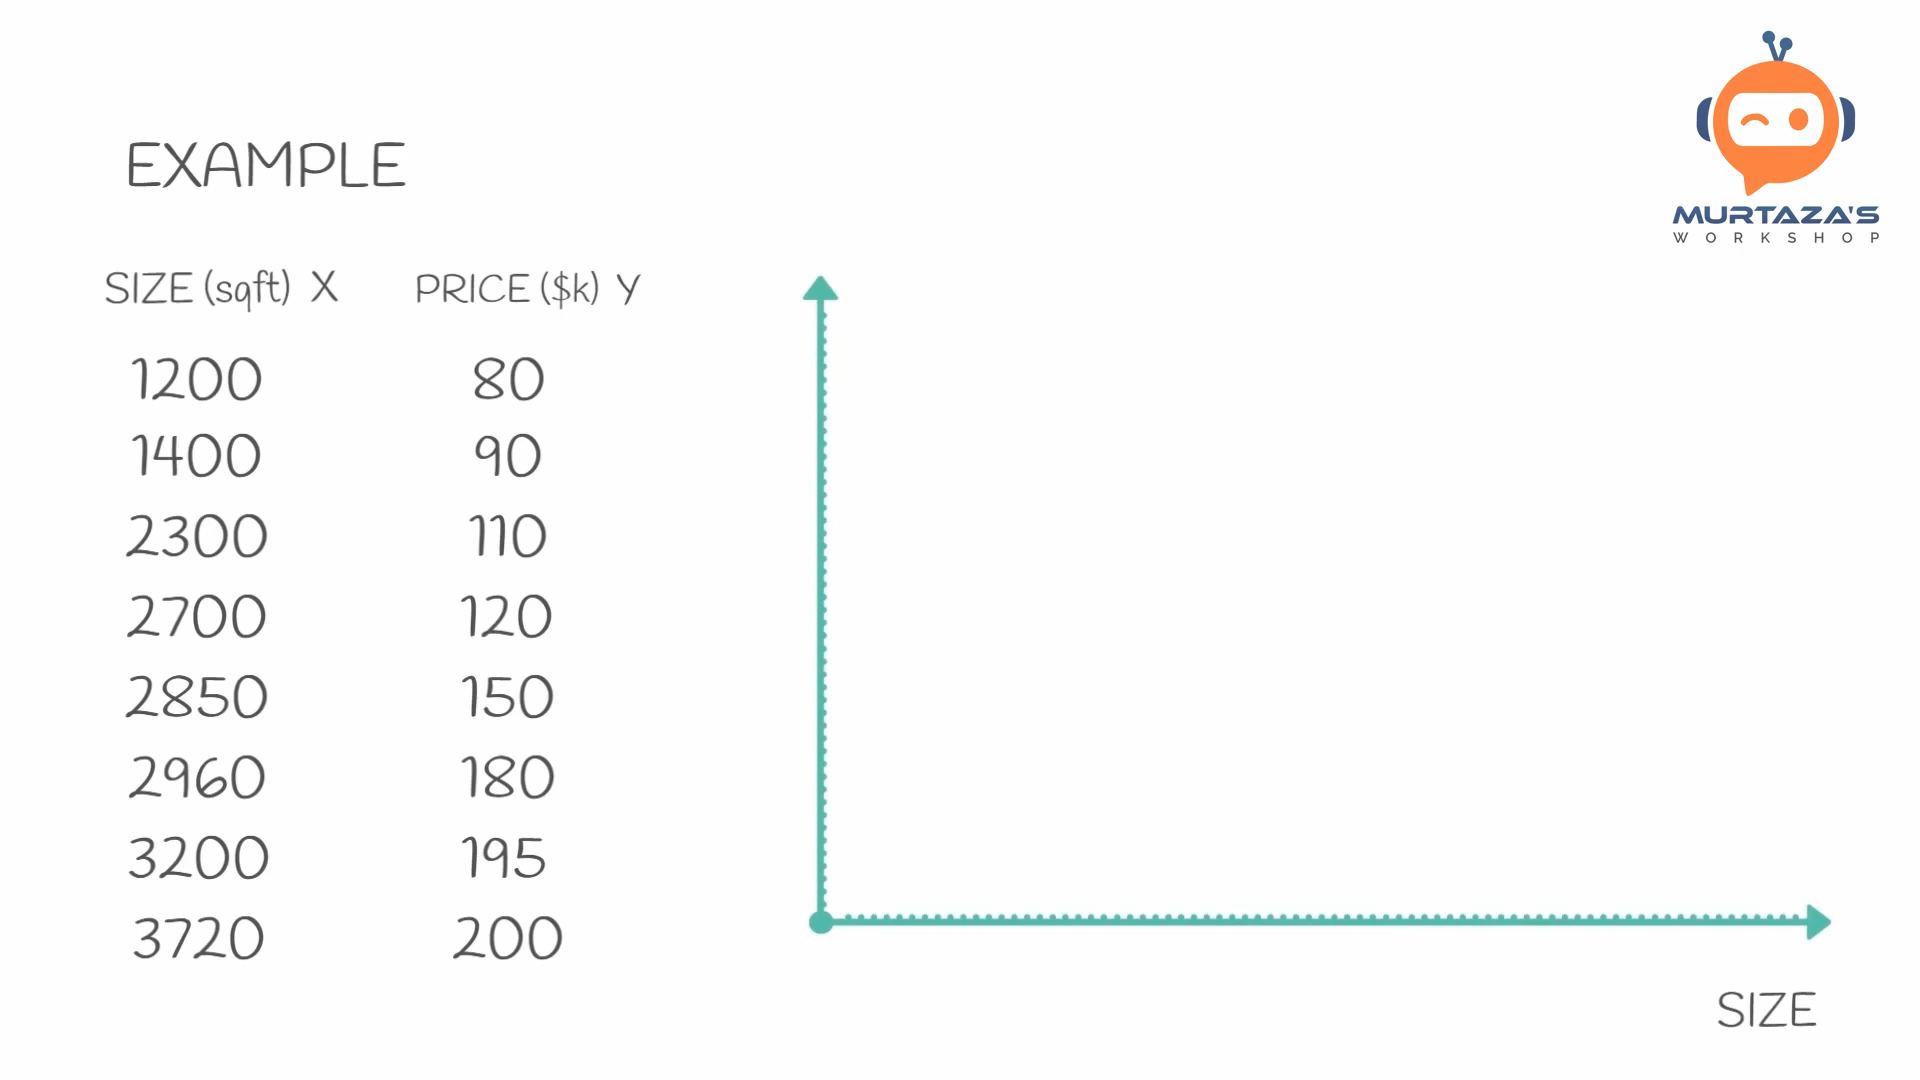 MURTAZA'S
WORKSHOP
EXAMPLE
SIZE (sqft) X PRICE ($k) Y
1200 80
1400 90
2300 110
2700 120
2850 150
2960 180
3200 195
3720 200
SIZE